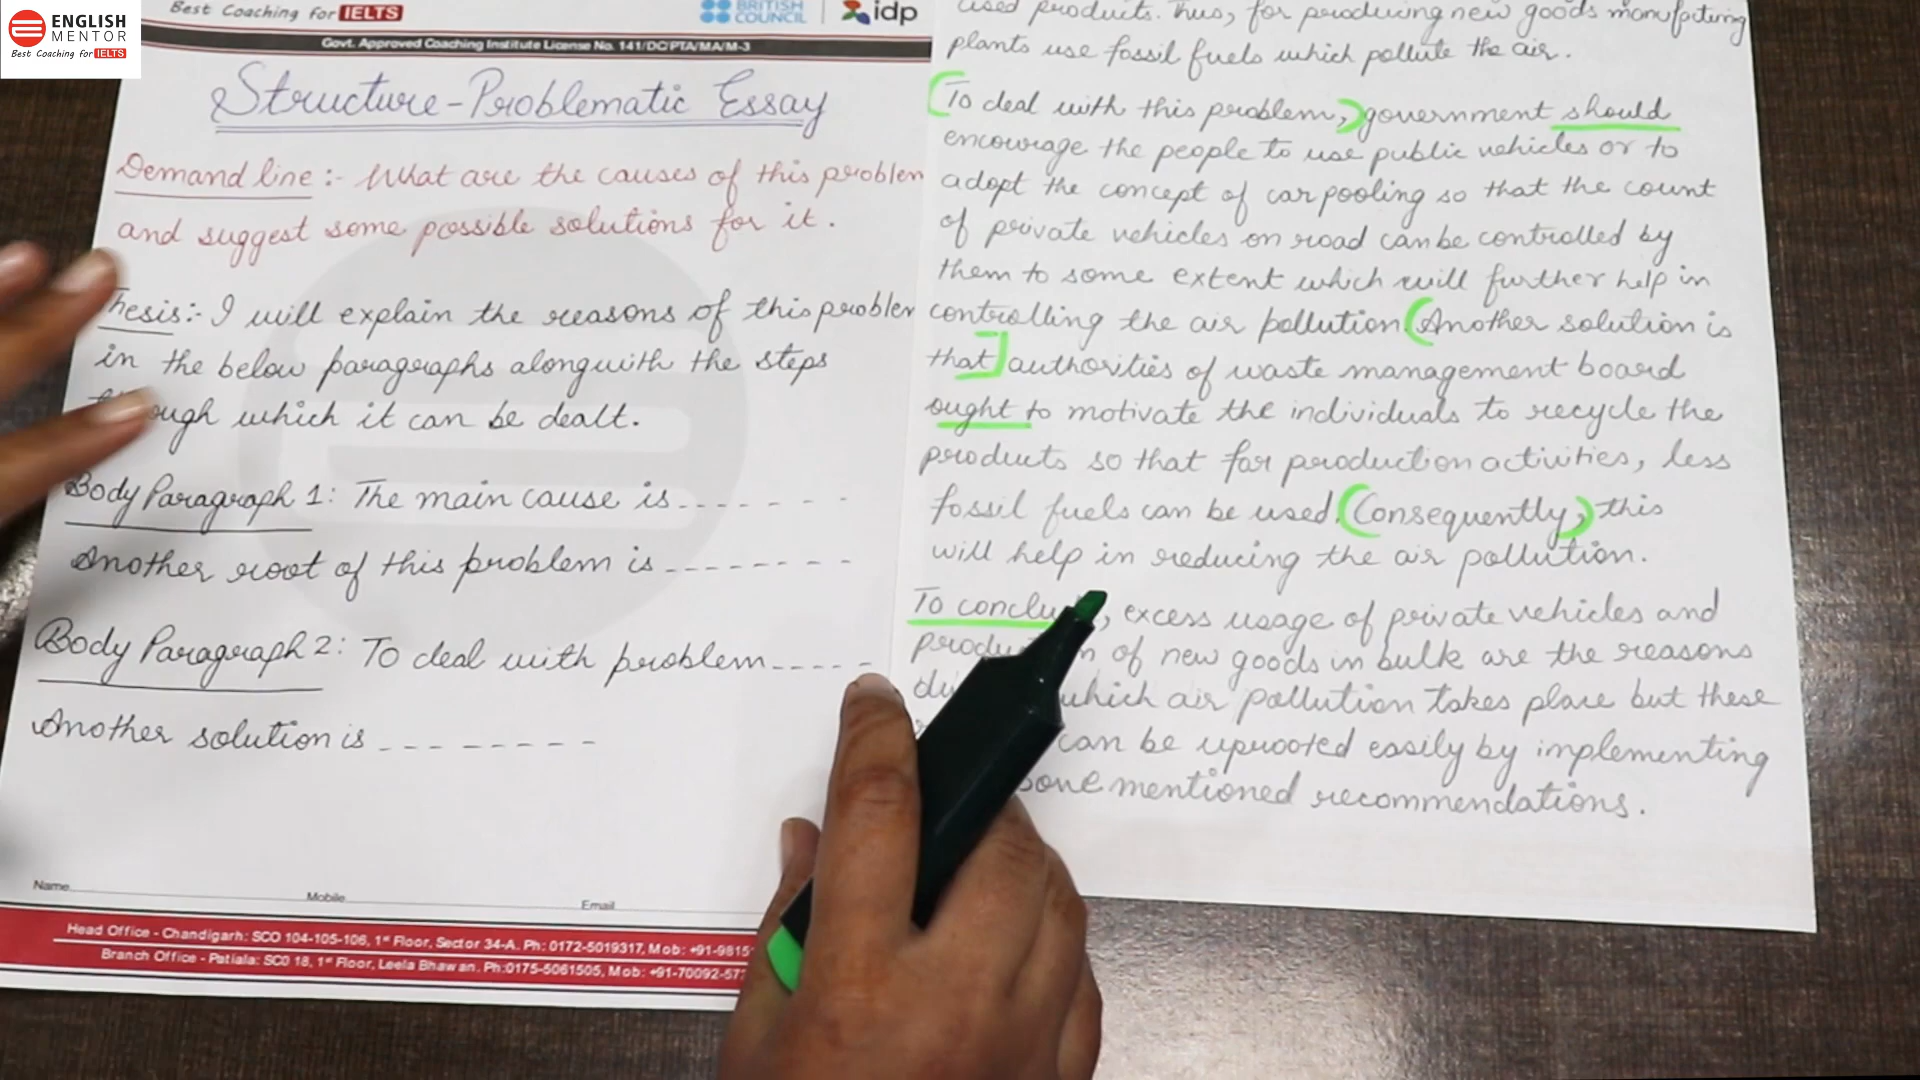 ENGLISH
MENTOR
Best Coaching for IELTS
Best Coaching for IELTS
BRITISH
COUNCIL
idp
Govt. Approved Coaching Institute License No. 141/DC/PTA/MA/M-3
Structure-Problematic Essay
Demand line:- What are the causes of this problem
and suggest some possible solutions for it.
Thesis:- I will explain the reasons of this problem
in the below paragraphs alongwith the steps
which it can be dealt.
Body Paragraph 1: The main cause is
Another root of this problem is
Body Paragraph 2: To deal with problem
Another solution is
Name
Mobile
Email
Head Office - Chandigarh: SCO 104-105-106, 1st Floor, Sector 34-A. Ph: 0172-5019317, Mob: +91-9815
Branch Office - Patiala: SCO 18, 1st Floor, Leela Bhawan. Ph:0175-5061505, Mob: +91-70092-57
used products. Thus, for producing new goods manufacturing
plants use fossil fuels which pollute the air.
(To deal with this problem,) government should
encourage the people to use public vehicles or to
adopt the concept of car pooling so that the count
of private vehicles on road can be controlled by
them to some extent which will further help in
controlling the air pollution. (Another solution is
that] authorities of waste management board
ought to motivate the individuals to recycle the
products so that for production activities, less
fossil fuels can be used. (Consequently,) this
will help in reducing the air pollution.
To conclu , excess usage of private vehicles and
of new goods in bulk are the reasons
which air pollution takes place but these
can be uprooted easily by implementing
mentioned recommendations.